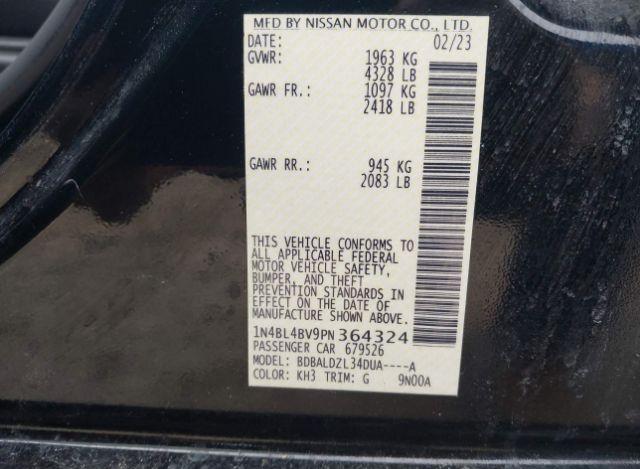 MFD BY NISSAN MOTOR CO., LTD.
DATE: 02/23
GVWR: 1963 KG
4328 LB
GAWR FR.: 1097 KG
2418 LB
GAWR RR.: 945 KG
2083 LB
THIS VEHICLE CONFORMS TO
ALL APPLICABLE FEDERAL
MOTOR VEHICLE SAFETY,
BUMPER, AND THEFT
PREVENTION STANDARDS IN
EFFECT ON THE DATE OF
MANUFACTURE SHOWN ABOVE.
1N4BL4BV9PN364324
PASSENGER CAR 679526
MODEL: BDBALDZL34DUA----A
COLOR: KH3 TRIM: G 9N00A